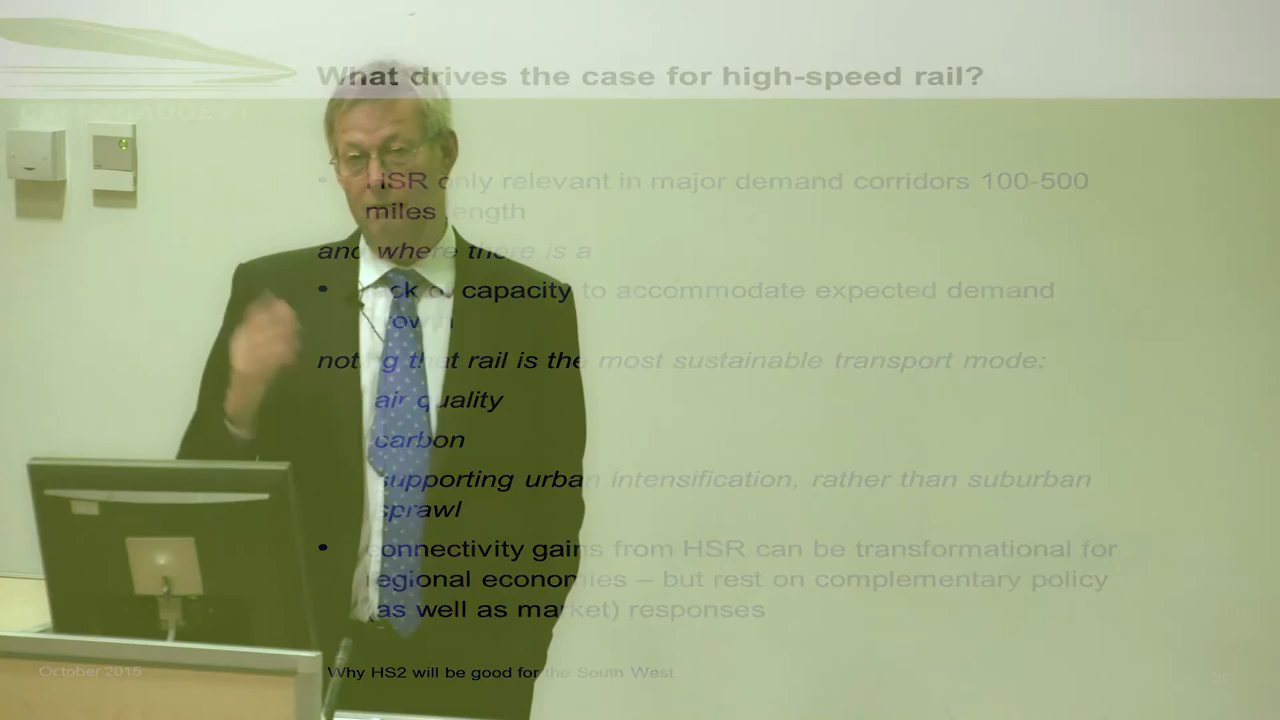 What drives the case for high-speed rail?
• HSR only relevant in major demand corridors 100-500
miles length
and where there is a
• lack of capacity to accommodate expected demand
growth
noting that rail is the most sustainable transport mode:
air quality
carbon
supporting urban intensification, rather than suburban
sprawl
• connectivity gains from HSR can be transformational for
regional economies – but rest on complementary policy
(as well as market) responses
October 2015
Why HS2 will be good for the South West
20